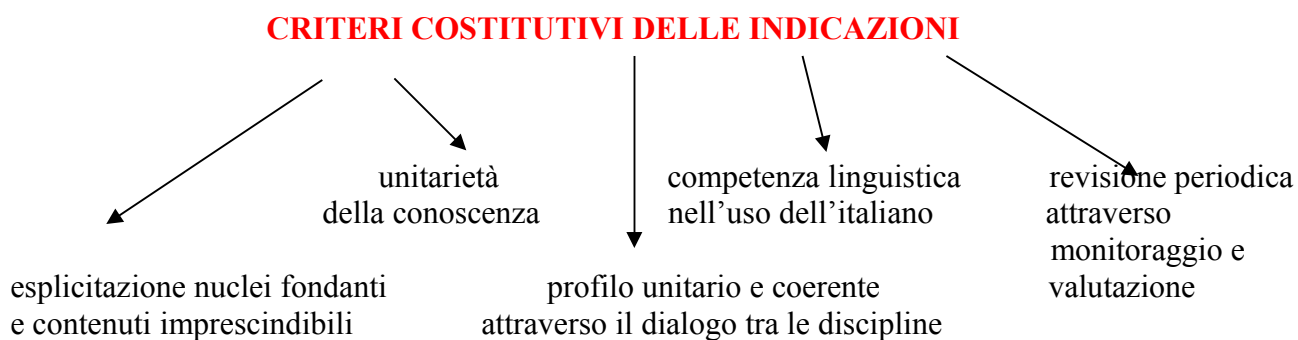 CRITERI COSTITUTIVI DELLE INDICAZIONI
unitarietà
della conoscenza
competenza linguistica
nell’uso dell’italiano
revisione periodica
attraverso
monitoraggio e
valutazione
esplicitazione nuclei fondanti
e contenuti imprescindibili
profilo unitario e coerente
attraverso il dialogo tra le discipline